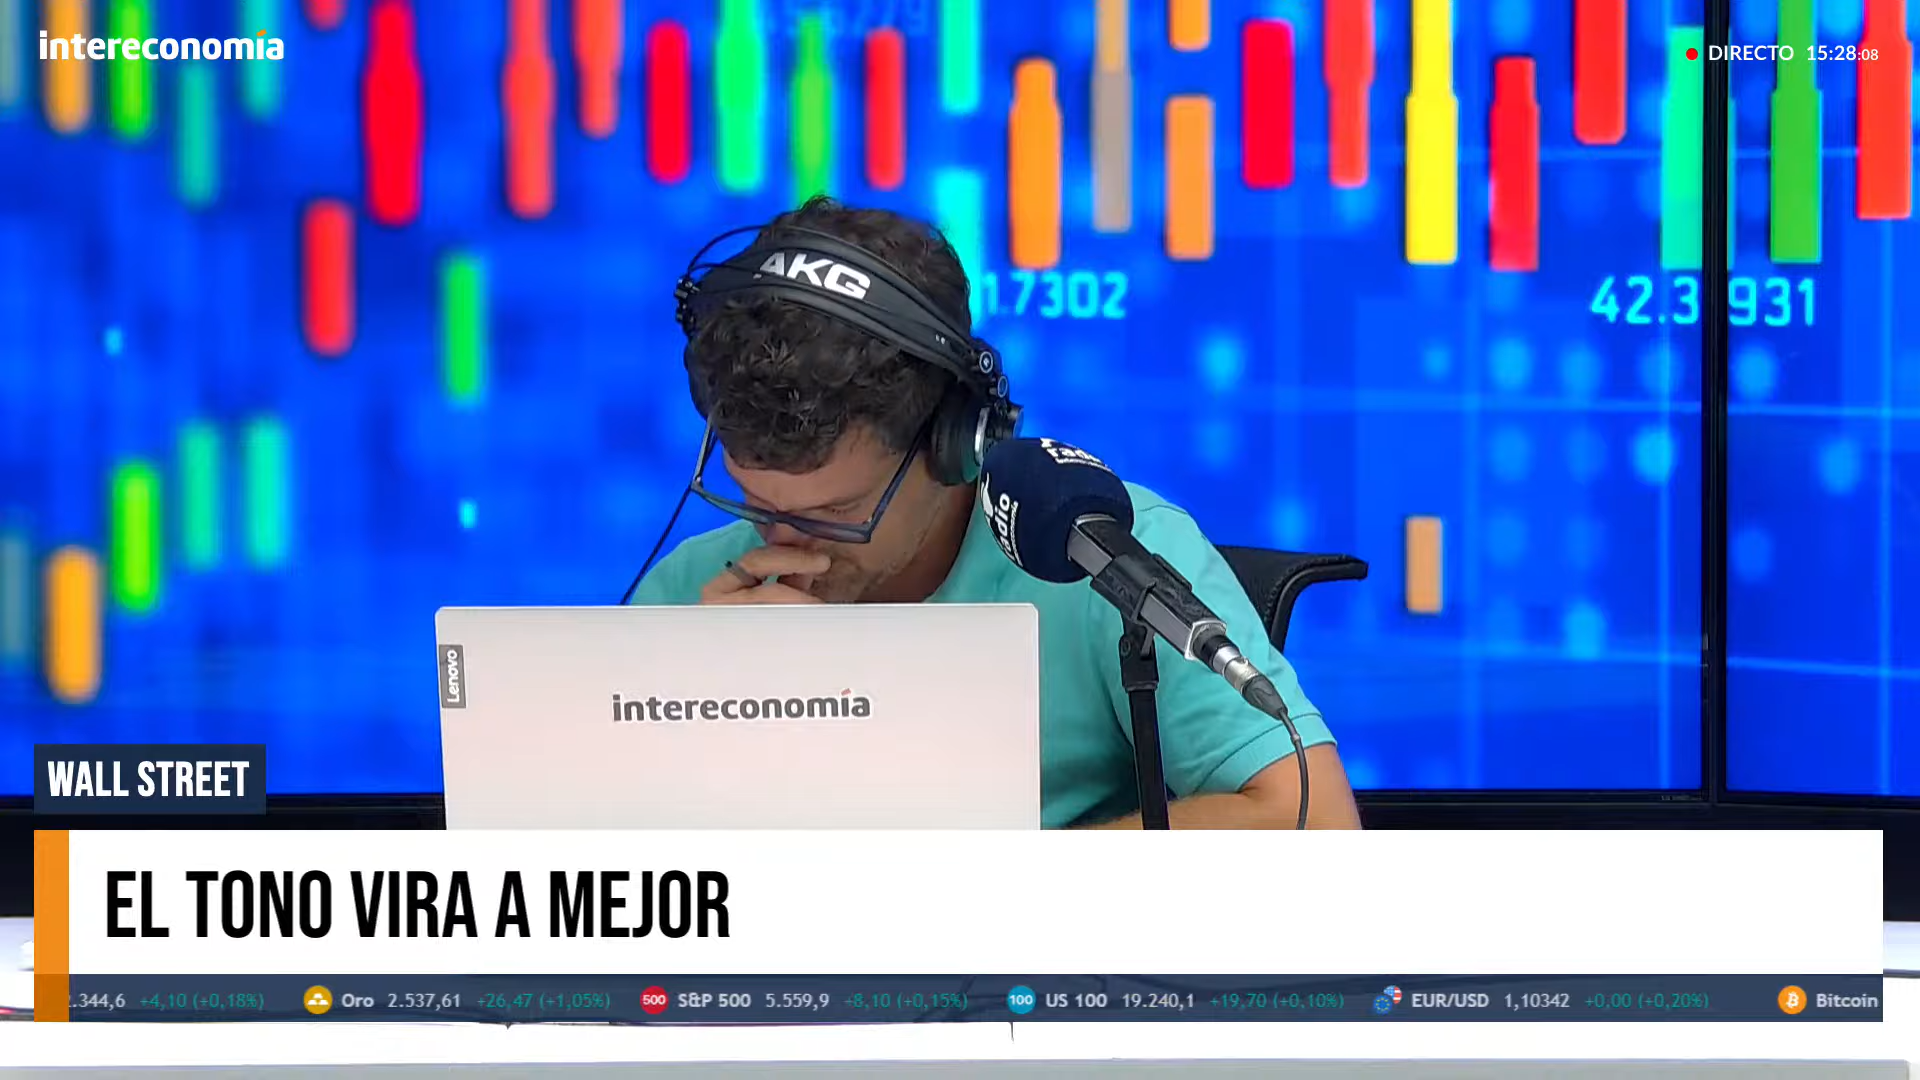 intereconomía
DIRECTO 15:28:08
AKG
1.7302
42.3 931
radio
Lenovo
intereconomía
WALL STREET
EL TONO VIRA A MEJOR
.344,6 +4,10 (+0,18%) Oro 2.537,61 +26,47 (+1,05%) 500 S&P 500 5.559,9 +8,10 (+0,15%) 100 US 100 19.240,1 +19,70 (+0,10%) EUR/USD 1,10342 +0,00 (+0,20%) Bitcoin